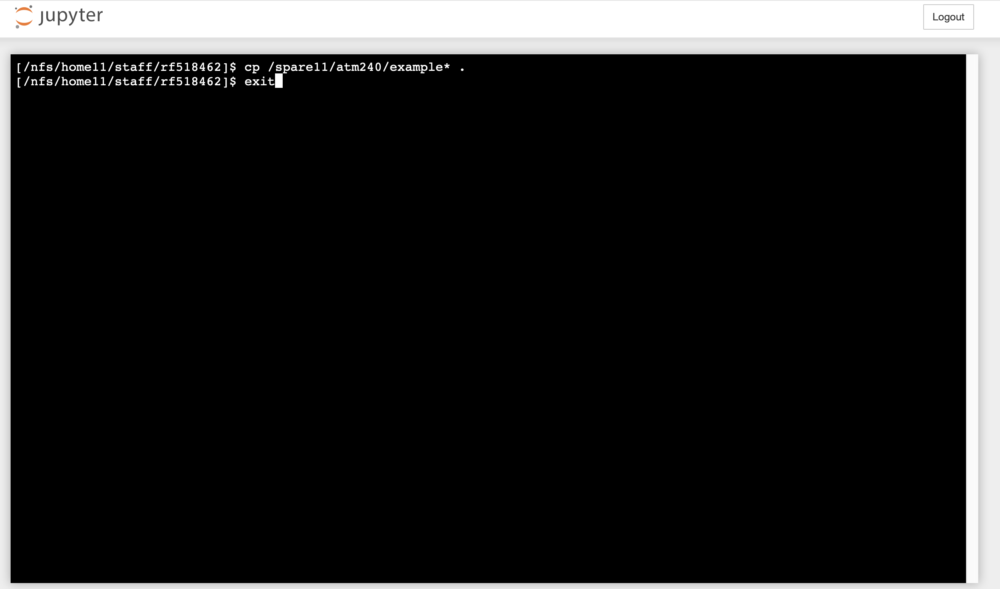 jupyter
Logout
[/nfs/home11/staff/rf518462]$ cp /spare11/atm240/example* .
[/nfs/home11/staff/rf518462]$ exit